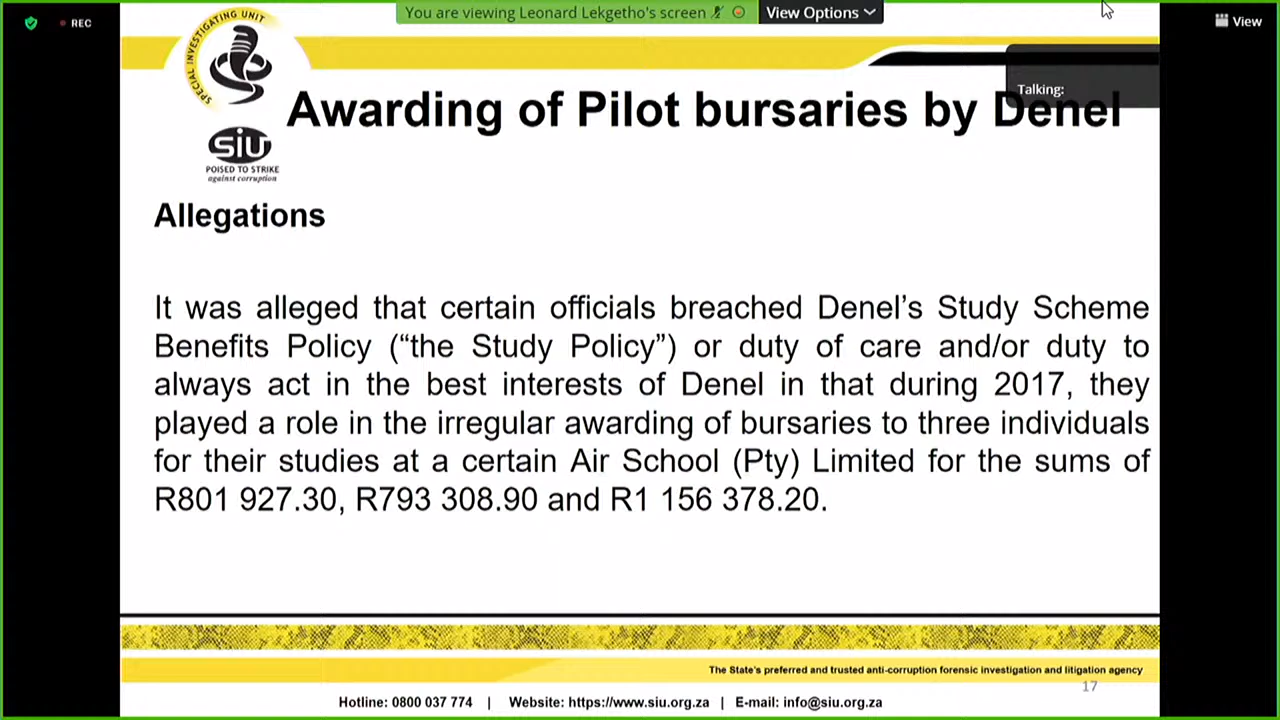 You are viewing Leonard Lekgetho's screen
View Options
REC
View
Talking:
SPECIAL INVESTIGATING UNIT
SIU
POISED TO STRIKE
against corruption
Awarding of Pilot bursaries by Denel
Allegations
It was alleged that certain officials breached Denel’s Study Scheme
Benefits Policy (“the Study Policy”) or duty of care and/or duty to
always act in the best interests of Denel in that during 2017, they
played a role in the irregular awarding of bursaries to three individuals
for their studies at a certain Air School (Pty) Limited for the sums of
R801 927.30, R793 308.90 and R1 156 378.20.
The State's preferred and trusted anti-corruption forensic investigation and litigation agency
17
Hotline: 0800 037 774 | Website: https://www.siu.org.za | E-mail: info@siu.org.za